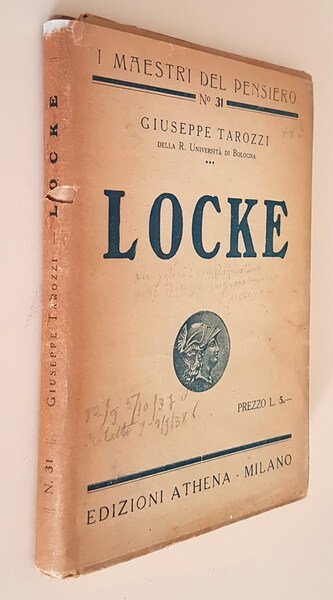 I MAESTRI DEL PENSIERO
Nº 31
GIUSEPPE TAROZZI
DELLA R. UNIVERSITÀ DI BOLOGNA
***
LOCKE
PREZZO L. 5,—
EDIZIONI ATHENA - MILANO
N. 31 GIUSEPPE TAROZZI — LOCKE